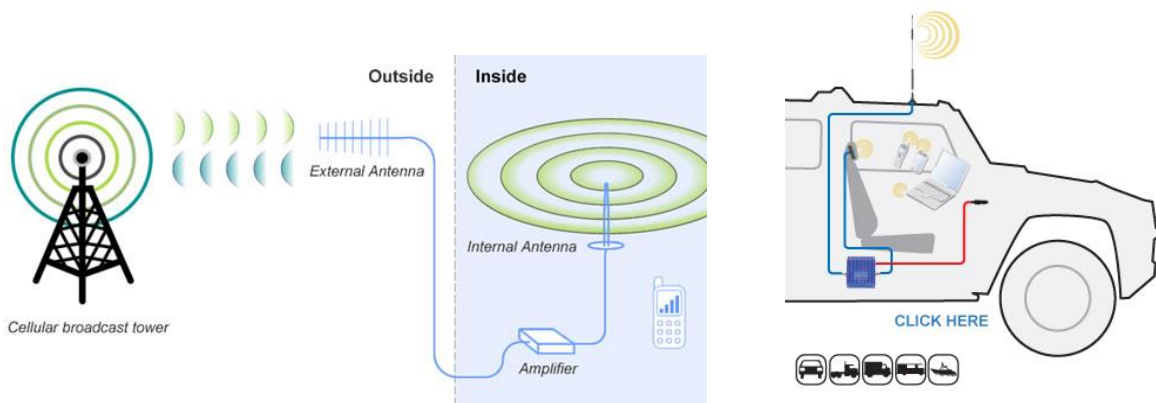 Outside
Inside
External Antenna
Internal Antenna
Cellular broadcast tower
Amplifier
CLICK HERE